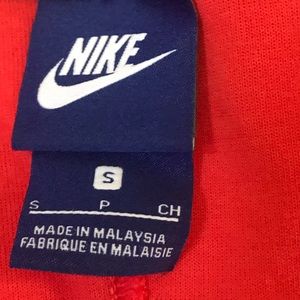 NIKE
S
S P CH
MADE IN MALAYSIA
FABRIQUE EN MALAISIE